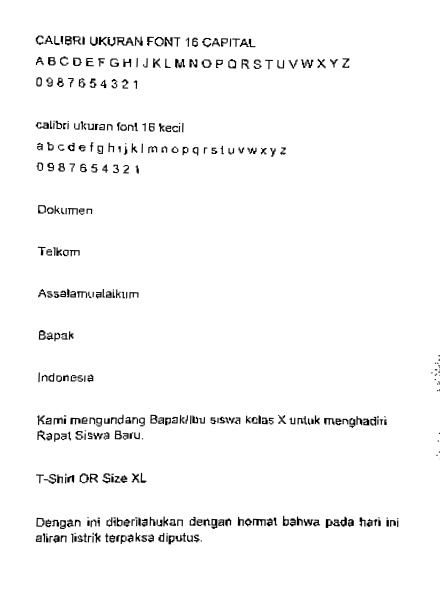 CALIBRI UKURAN FONT 16 CAPITAL
A B C D E F G H I J K L M N O P Q R S T U V W X Y Z
0 9 8 7 6 5 4 3 2 1
calibri ukuran font 16 kecil
a b c d e f g h i j k l m n o p q r s t u v w x y z
0 9 8 7 6 5 4 3 2 1
Dokumen
Telkom
Assalamualaikum
Bapak
Indonesia
Kami mengundang Bapak/Ibu siswa kelas X untuk menghadiri
Rapat Siswa Baru.
T-Shirt OR Size XL
Dengan ini diberitahukan dengan hormat bahwa pada hari ini
aliran listrik terpaksa diputus.